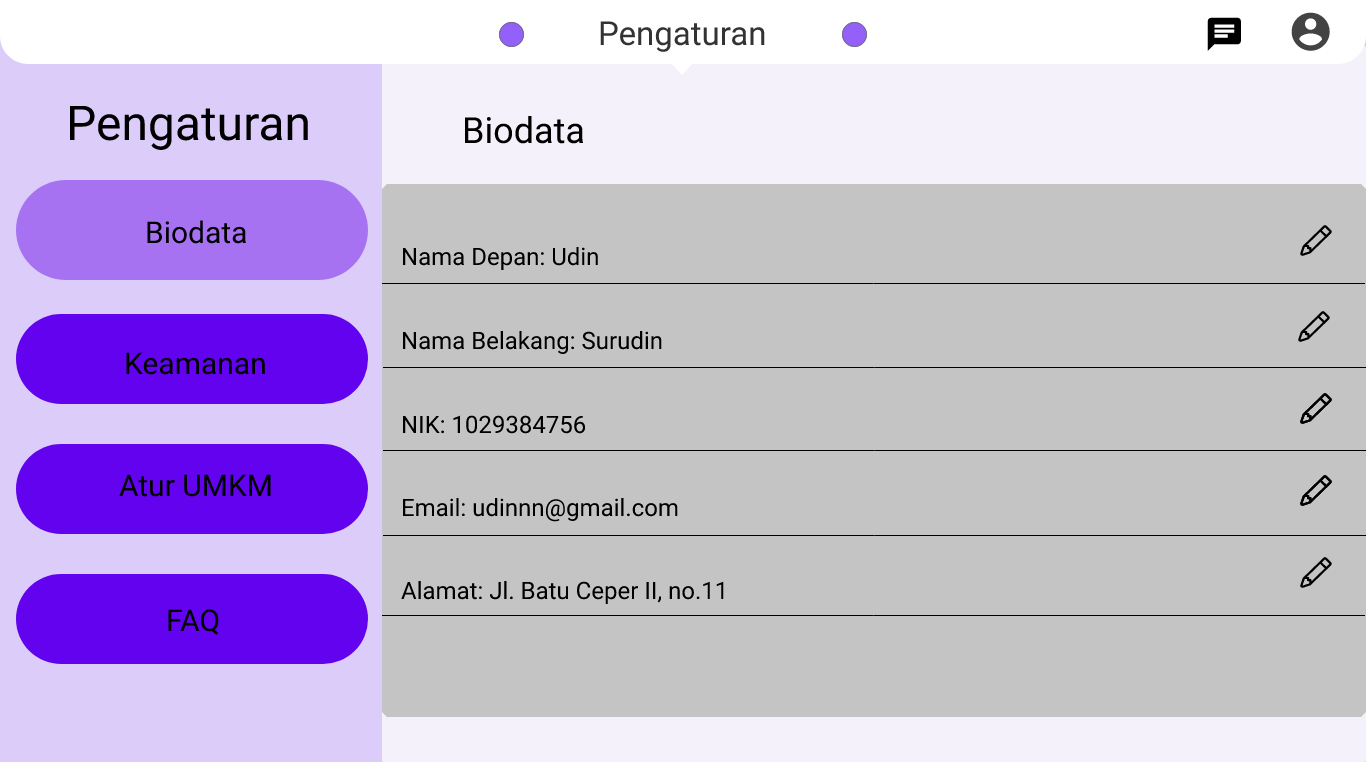 Pengaturan
Pengaturan
Biodata
Keamanan
Atur UMKM
FAQ
Biodata
Nama Depan: Udin
Nama Belakang: Surudin
NIK: 1029384756
Email: udinnn@gmail.com
Alamat: Jl. Batu Ceper II, no.11